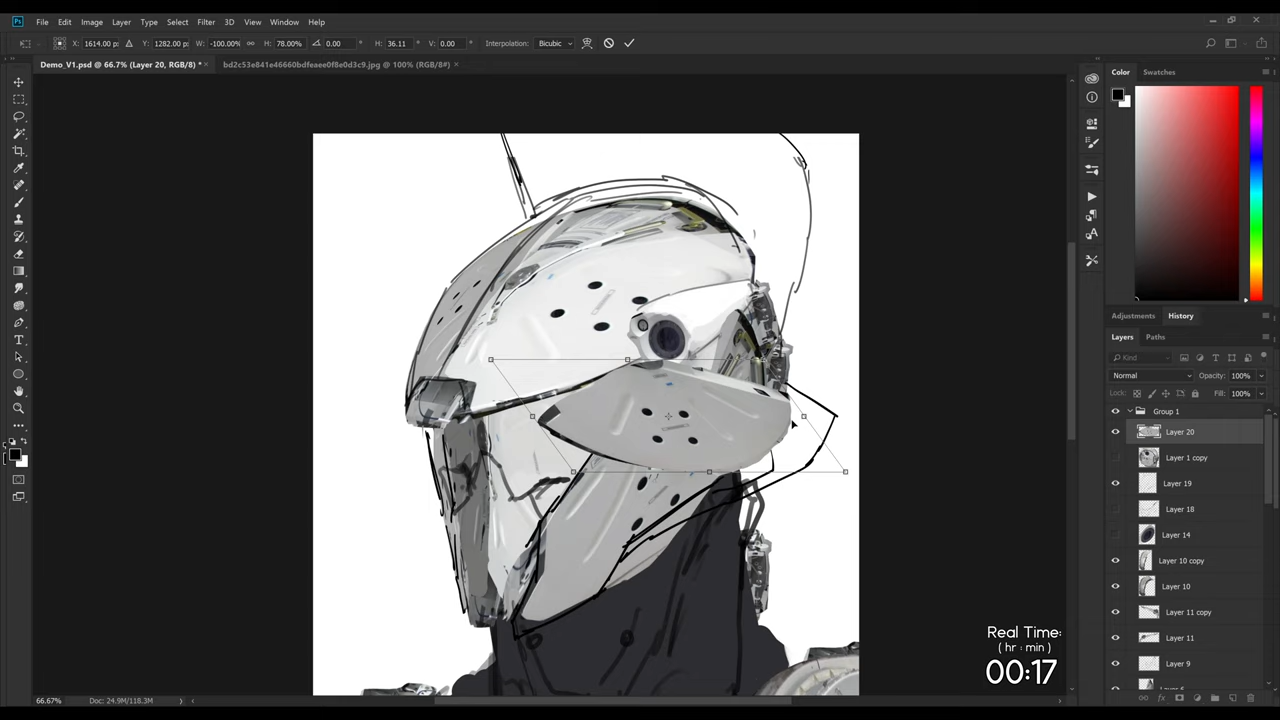 Ps File Edit Image Layer Type Select Filter 3D View Window Help
X: 1614.00 p: Y: 1282.00 p: W: -100.00% H: 78.00% 0.00 ° H: 36.11 ° V: 0.00 ° Interpolation: Bicubic
Demo_V1.psd @ 66.7% (Layer 20, RGB/8) * × bd2c53e841e46660bdfeaee0f8e0d3c9.jpg @ 100% (RGB/8#) ×
Color Swatches
Adjustments History
Layers Paths
Kind
Normal Opacity: 100%
Lock: Fill: 100%
Group 1
Layer 20
Layer 1 copy
Layer 19
Layer 18
Layer 14
Layer 10 copy
Layer 10
Layer 11 copy
Layer 11
Layer 9
Real Time:
( hr : min )
00:17
66.67% Doc: 24.9M/118.3M